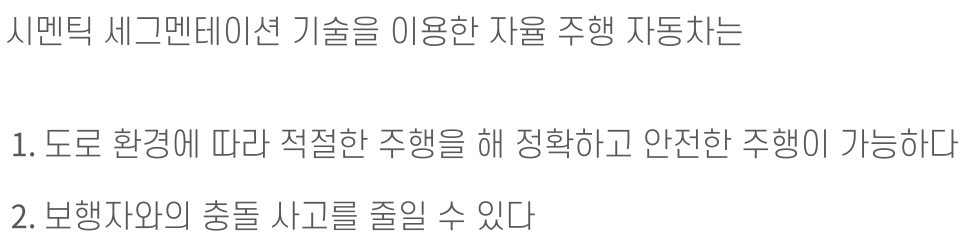 시멘틱 세그멘테이션 기술을 이용한 자율 주행 자동차는
1. 도로 환경에 따라 적절한 주행을 해 정확하고 안전한 주행이 가능하다
2. 보행자와의 충돌 사고를 줄일 수 있다